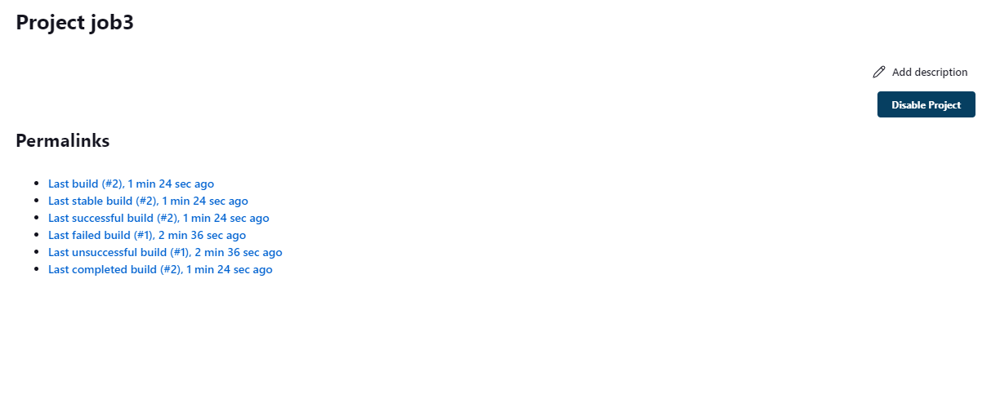 Project job3
Add description
Disable Project
Permalinks
Last build (#2), 1 min 24 sec ago
Last stable build (#2), 1 min 24 sec ago
Last successful build (#2), 1 min 24 sec ago
Last failed build (#1), 2 min 36 sec ago
Last unsuccessful build (#1), 2 min 36 sec ago
Last completed build (#2), 1 min 24 sec ago